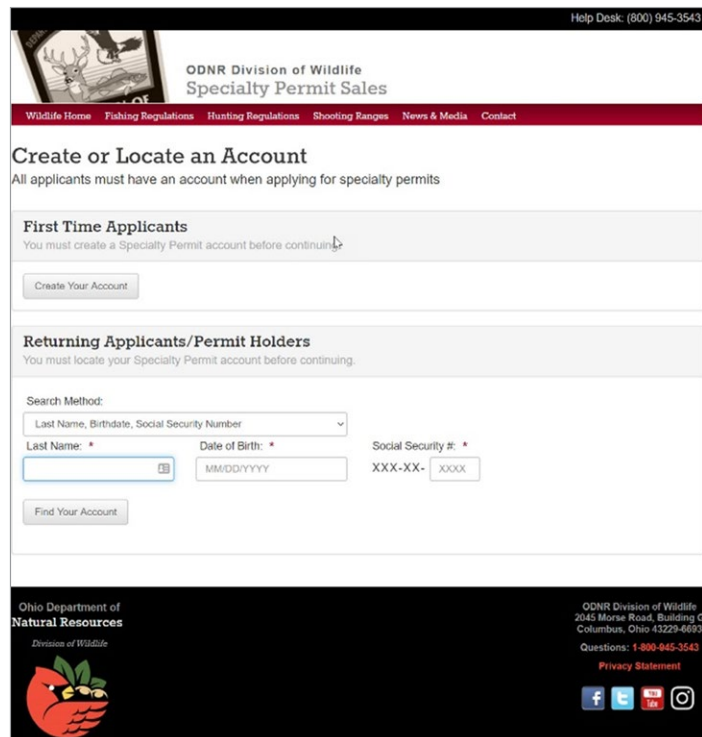 Help Desk: (800) 945-3543
DEPAR
OF
ODNR Division of Wildlife
Specialty Permit Sales
Wildlife Home Fishing Regulations Hunting Regulations Shooting Ranges News & Media Contact
Create or Locate an Account
All applicants must have an account when applying for specialty permits
First Time Applicants
You must create a Specialty Permit account before continuing.
Create Your Account
Returning Applicants/Permit Holders
You must locate your Specialty Permit account before continuing.
Search Method:
Last Name, Birthdate, Social Security Number
Last Name: * Date of Birth: * Social Security #: *
MM/DD/YYYY XXX-XX- XXXX
Find Your Account
Ohio Department of
Natural Resources
Division of Wildlife
ODNR Division of Wildlife
2045 Morse Road, Building G
Columbus, Ohio 43229-6693
Questions: 1-800-945-3543
Privacy Statement
f t You Tube